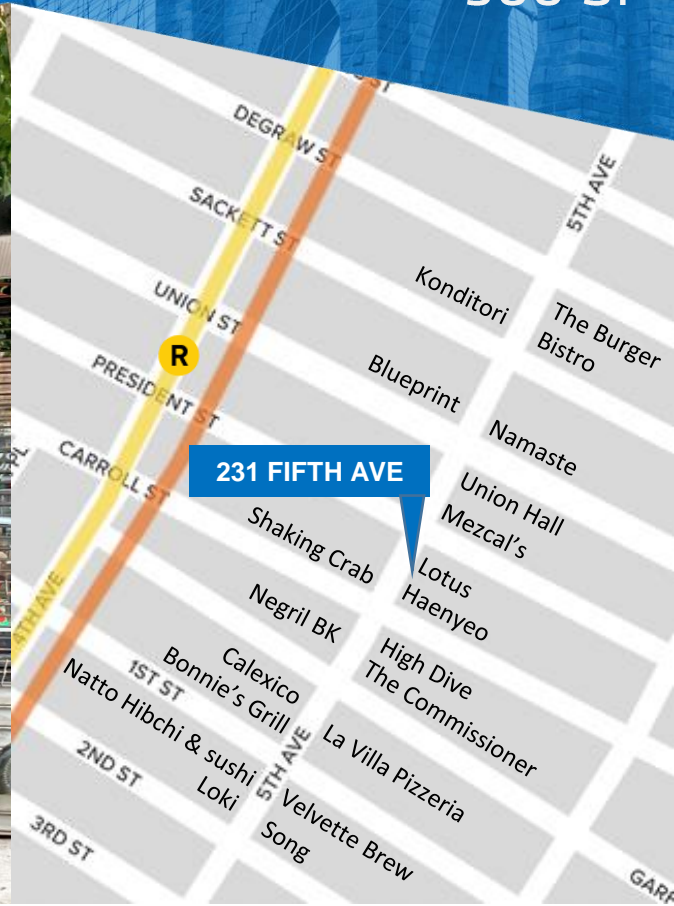 DEGRAW ST
5TH AVE
SACKETT ST
Konditori
The Burger
Bistro
UNION ST
R
Blueprint
PRESIDENT ST
Namaste
CARROLL ST
231 FIFTH AVE
Union Hall
Mezcal's
Shaking Crab
Lotus
Haenyeo
Negril BK
4TH AVE
High Dive
The Commissioner
Calexico
Bonnie's Grill
1ST ST
Natto Hibchi & sushi
Loki
5TH AVE
La Villa Pizzeria
2ND ST
Velvette Brew
Song
3RD ST